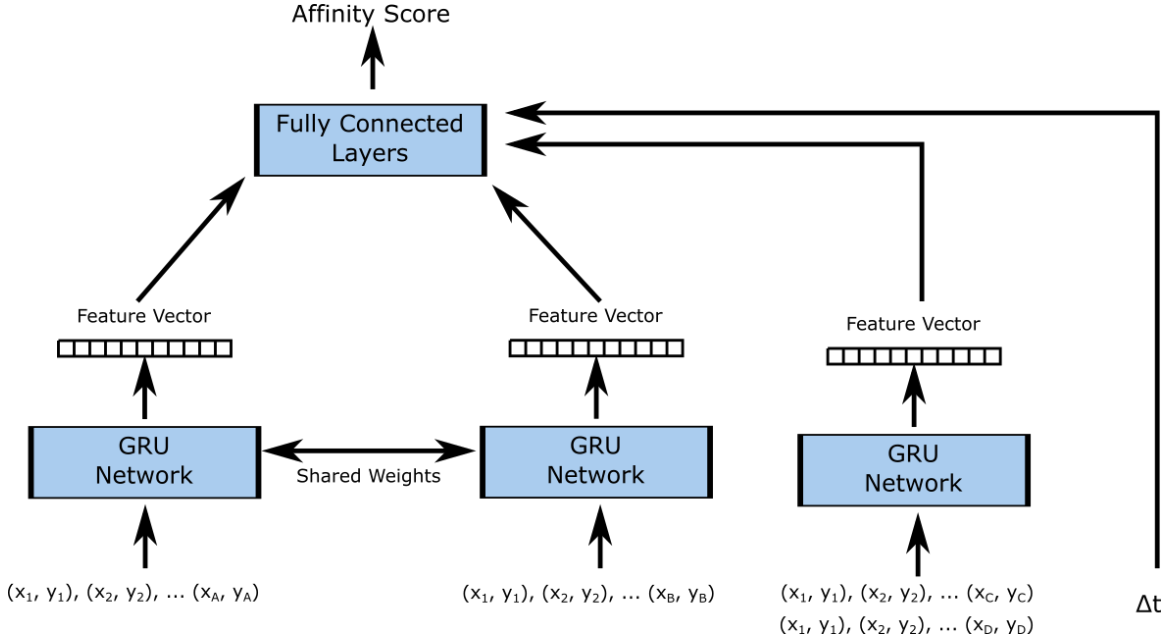 Affinity Score
Fully Connected
Layers
Feature Vector
Feature Vector
Feature Vector
GRU
Network
Shared Weights
GRU
Network
GRU
Network
(x₁, y₁), (x₂, y₂), ... (x_A, y_A)
(x₁, y₁), (x₂, y₂), ... (x_B, y_B)
(x₁, y₁), (x₂, y₂), ... (x_C, y_C)
(x₁, y₁), (x₂, y₂), ... (x_D, y_D)
Δt